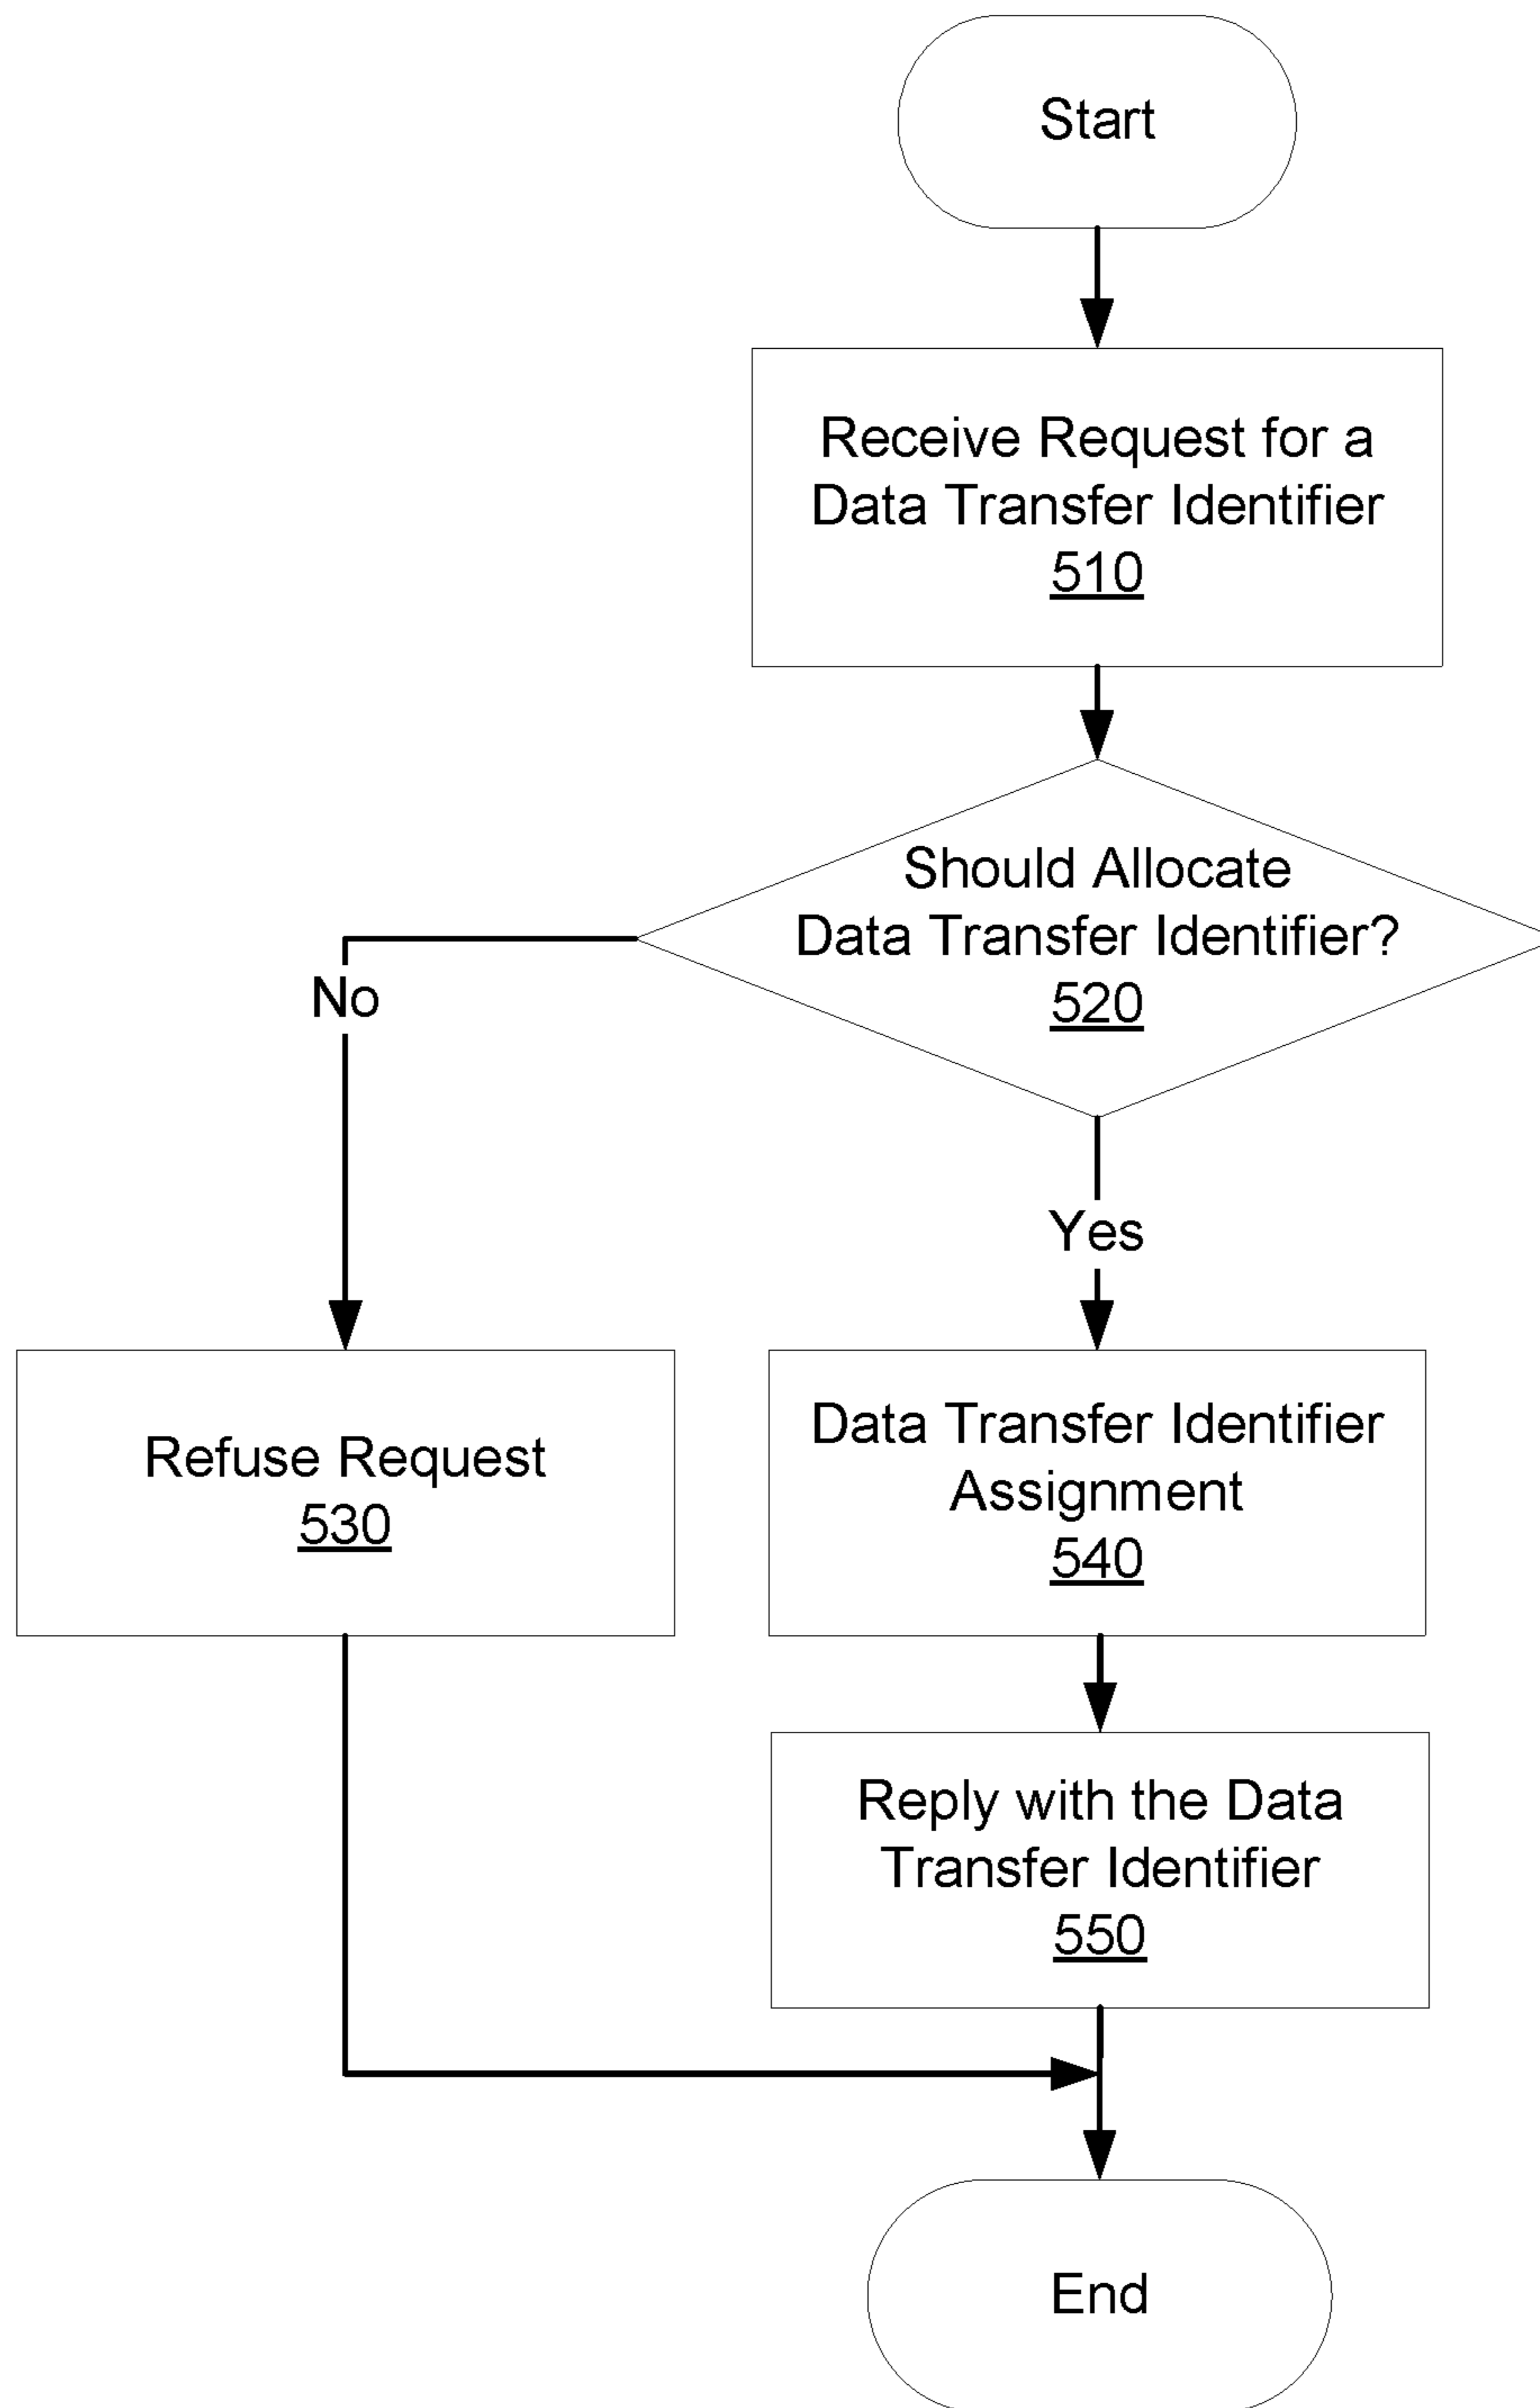 Start
Receive Request for a
Data Transfer Identifier
510
Should Allocate
Data Transfer Identifier?
520
No
Yes
Refuse Request
530
Data Transfer Identifier
Assignment
540
Reply with the Data
Transfer Identifier
550
End